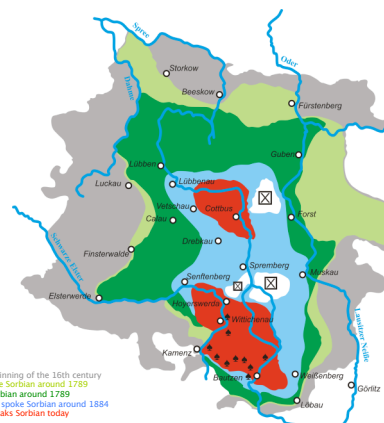 Spree
Oder
Dahme
Storkow
Beeskow
Fürstenberg
Guben
Lübben
Luckau
Lübbenau
Vetschau
Cottbus
Calau
Forst
Drebkau
Finsterwalde
Schwarze Elster
Spremberg
Muskau
Senftenberg
Elsterwerde
Hoyerswerda
Wittichenau
Lausitzer Neiße
Kamenz
Bautzen
Weißenberg
Görlitz
Löbau
nning of the 16th century
e Sorbian around 1789
bian around 1789
spoke Sorbian around 1884
aks Sorbian today